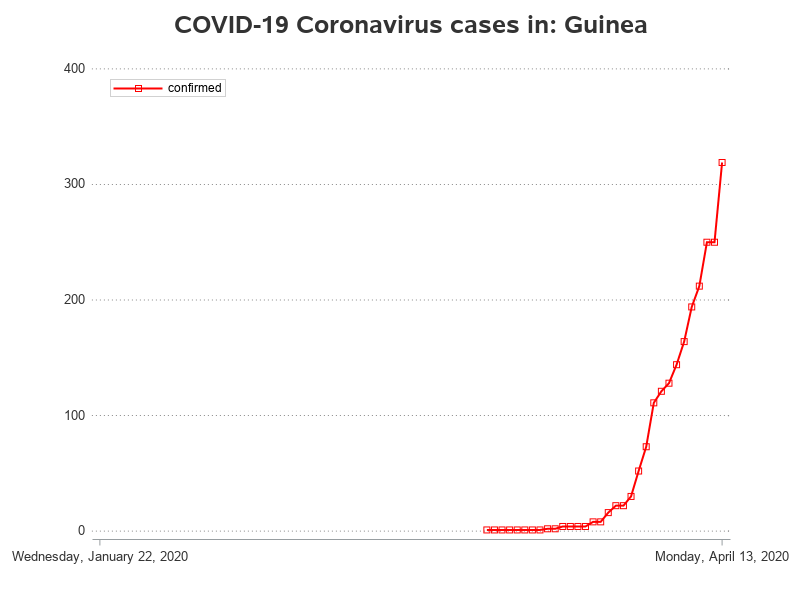 COVID-19 Coronavirus cases in: Guinea
400
confirmed
300
200
100
0
Wednesday, January 22, 2020
Monday, April 13, 2020